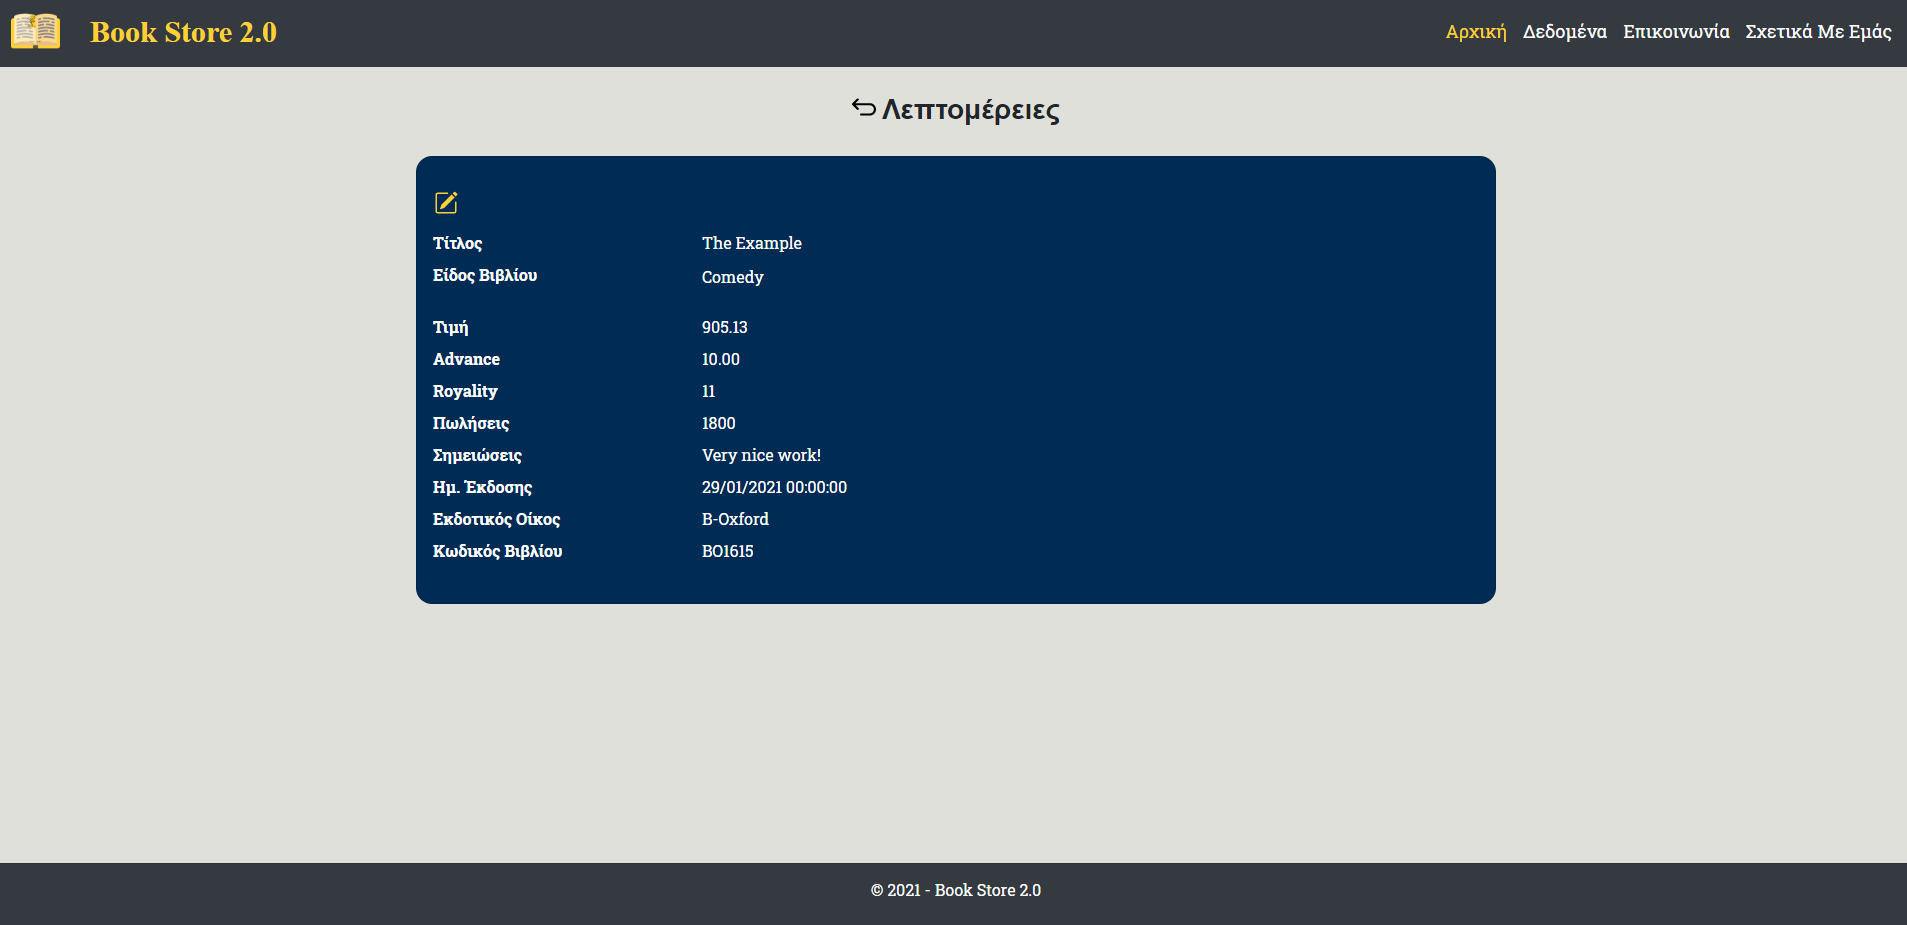 Book Store 2.0
Αρχική Δεδομένα Επικοινωνία Σχετικά Με Εμάς
Λεπτομέρειες
Τίτλος The Example
Είδος Βιβλίου Comedy
Τιμή 905.13
Advance 10.00
Royality 11
Πωλήσεις 1800
Σημειώσεις Very nice work!
Ημ. Έκδοσης 29/01/2021 00:00:00
Εκδοτικός Οίκος B-Oxford
Κωδικός Βιβλίου BO1615
© 2021 - Book Store 2.0